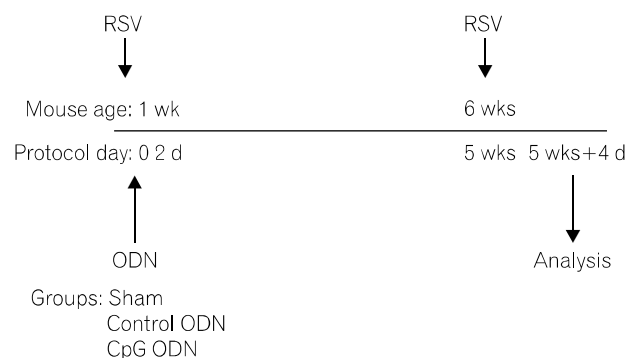 RSV RSV
Mouse age: 1 wk 6 wks
Protocol day: 0 2 d 5 wks 5 wks+4 d
ODN Analysis
Groups: Sham
Control ODN
CpG ODN